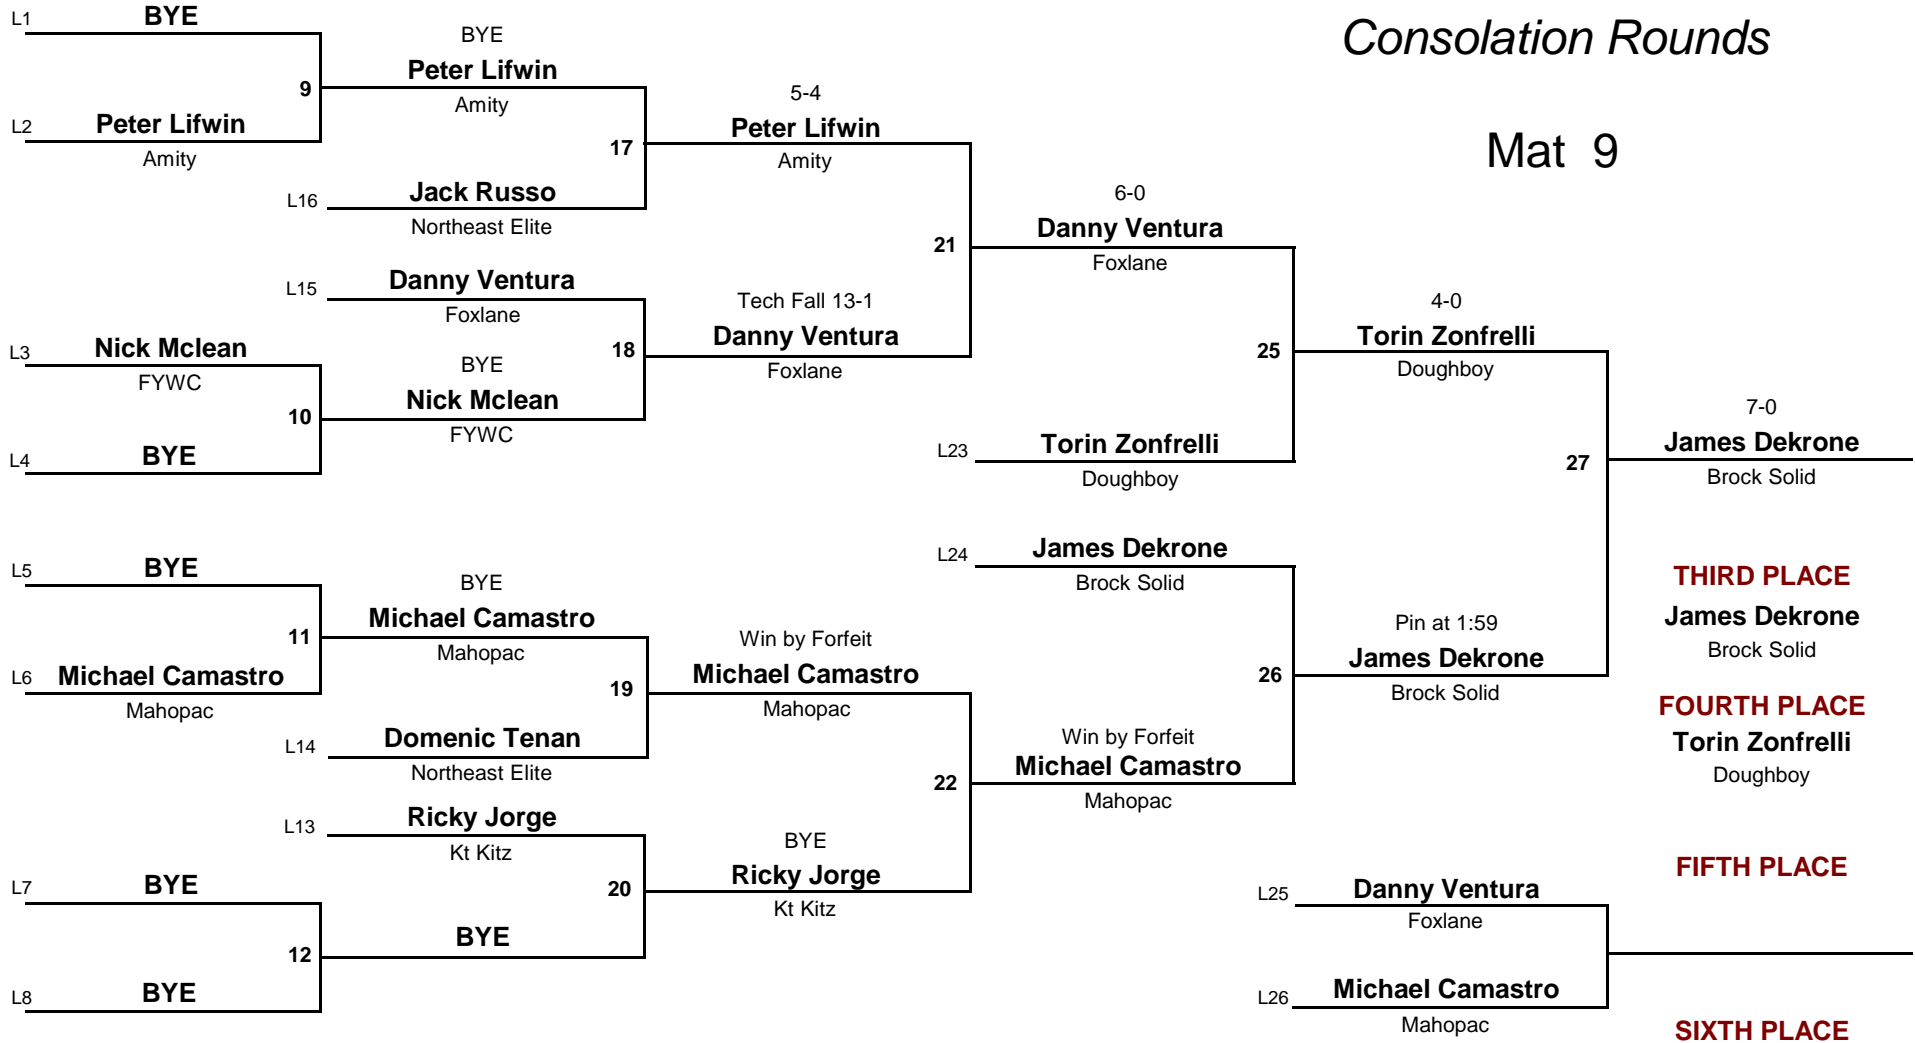 Consolation Rounds
Mat 9
L1
BYE
9
L2
Peter Lifwin
Amity
BYE
Peter Lifwin
Amity
17
L16
Jack Russo
Northeast Elite
5-4
Peter Lifwin
Amity
21
L15
Danny Ventura
Foxlane
18
L3
Nick Mclean
FYWC
10
L4
BYE
BYE
Nick Mclean
FYWC
Tech Fall 13-1
Danny Ventura
Foxlane
6-0
Danny Ventura
Foxlane
25
L23
Torin Zonfrelli
Doughboy
4-0
Torin Zonfrelli
Doughboy
27
7-0
James Dekrone
Brock Solid
L5
BYE
11
L6
Michael Camastro
Mahopac
BYE
Michael Camastro
Mahopac
19
L14
Domenic Tenan
Northeast Elite
Win by Forfeit
Michael Camastro
Mahopac
22
L13
Ricky Jorge
Kt Kitz
20
L7
BYE
12
L8
BYE
BYE
BYE
Ricky Jorge
Kt Kitz
L24
James Dekrone
Brock Solid
26
Win by Forfeit
Michael Camastro
Mahopac
Pin at 1:59
James Dekrone
Brock Solid
THIRD PLACE
James Dekrone
Brock Solid
FOURTH PLACE
Torin Zonfrelli
Doughboy
FIFTH PLACE
L25
Danny Ventura
Foxlane
L26
Michael Camastro
Mahopac
SIXTH PLACE